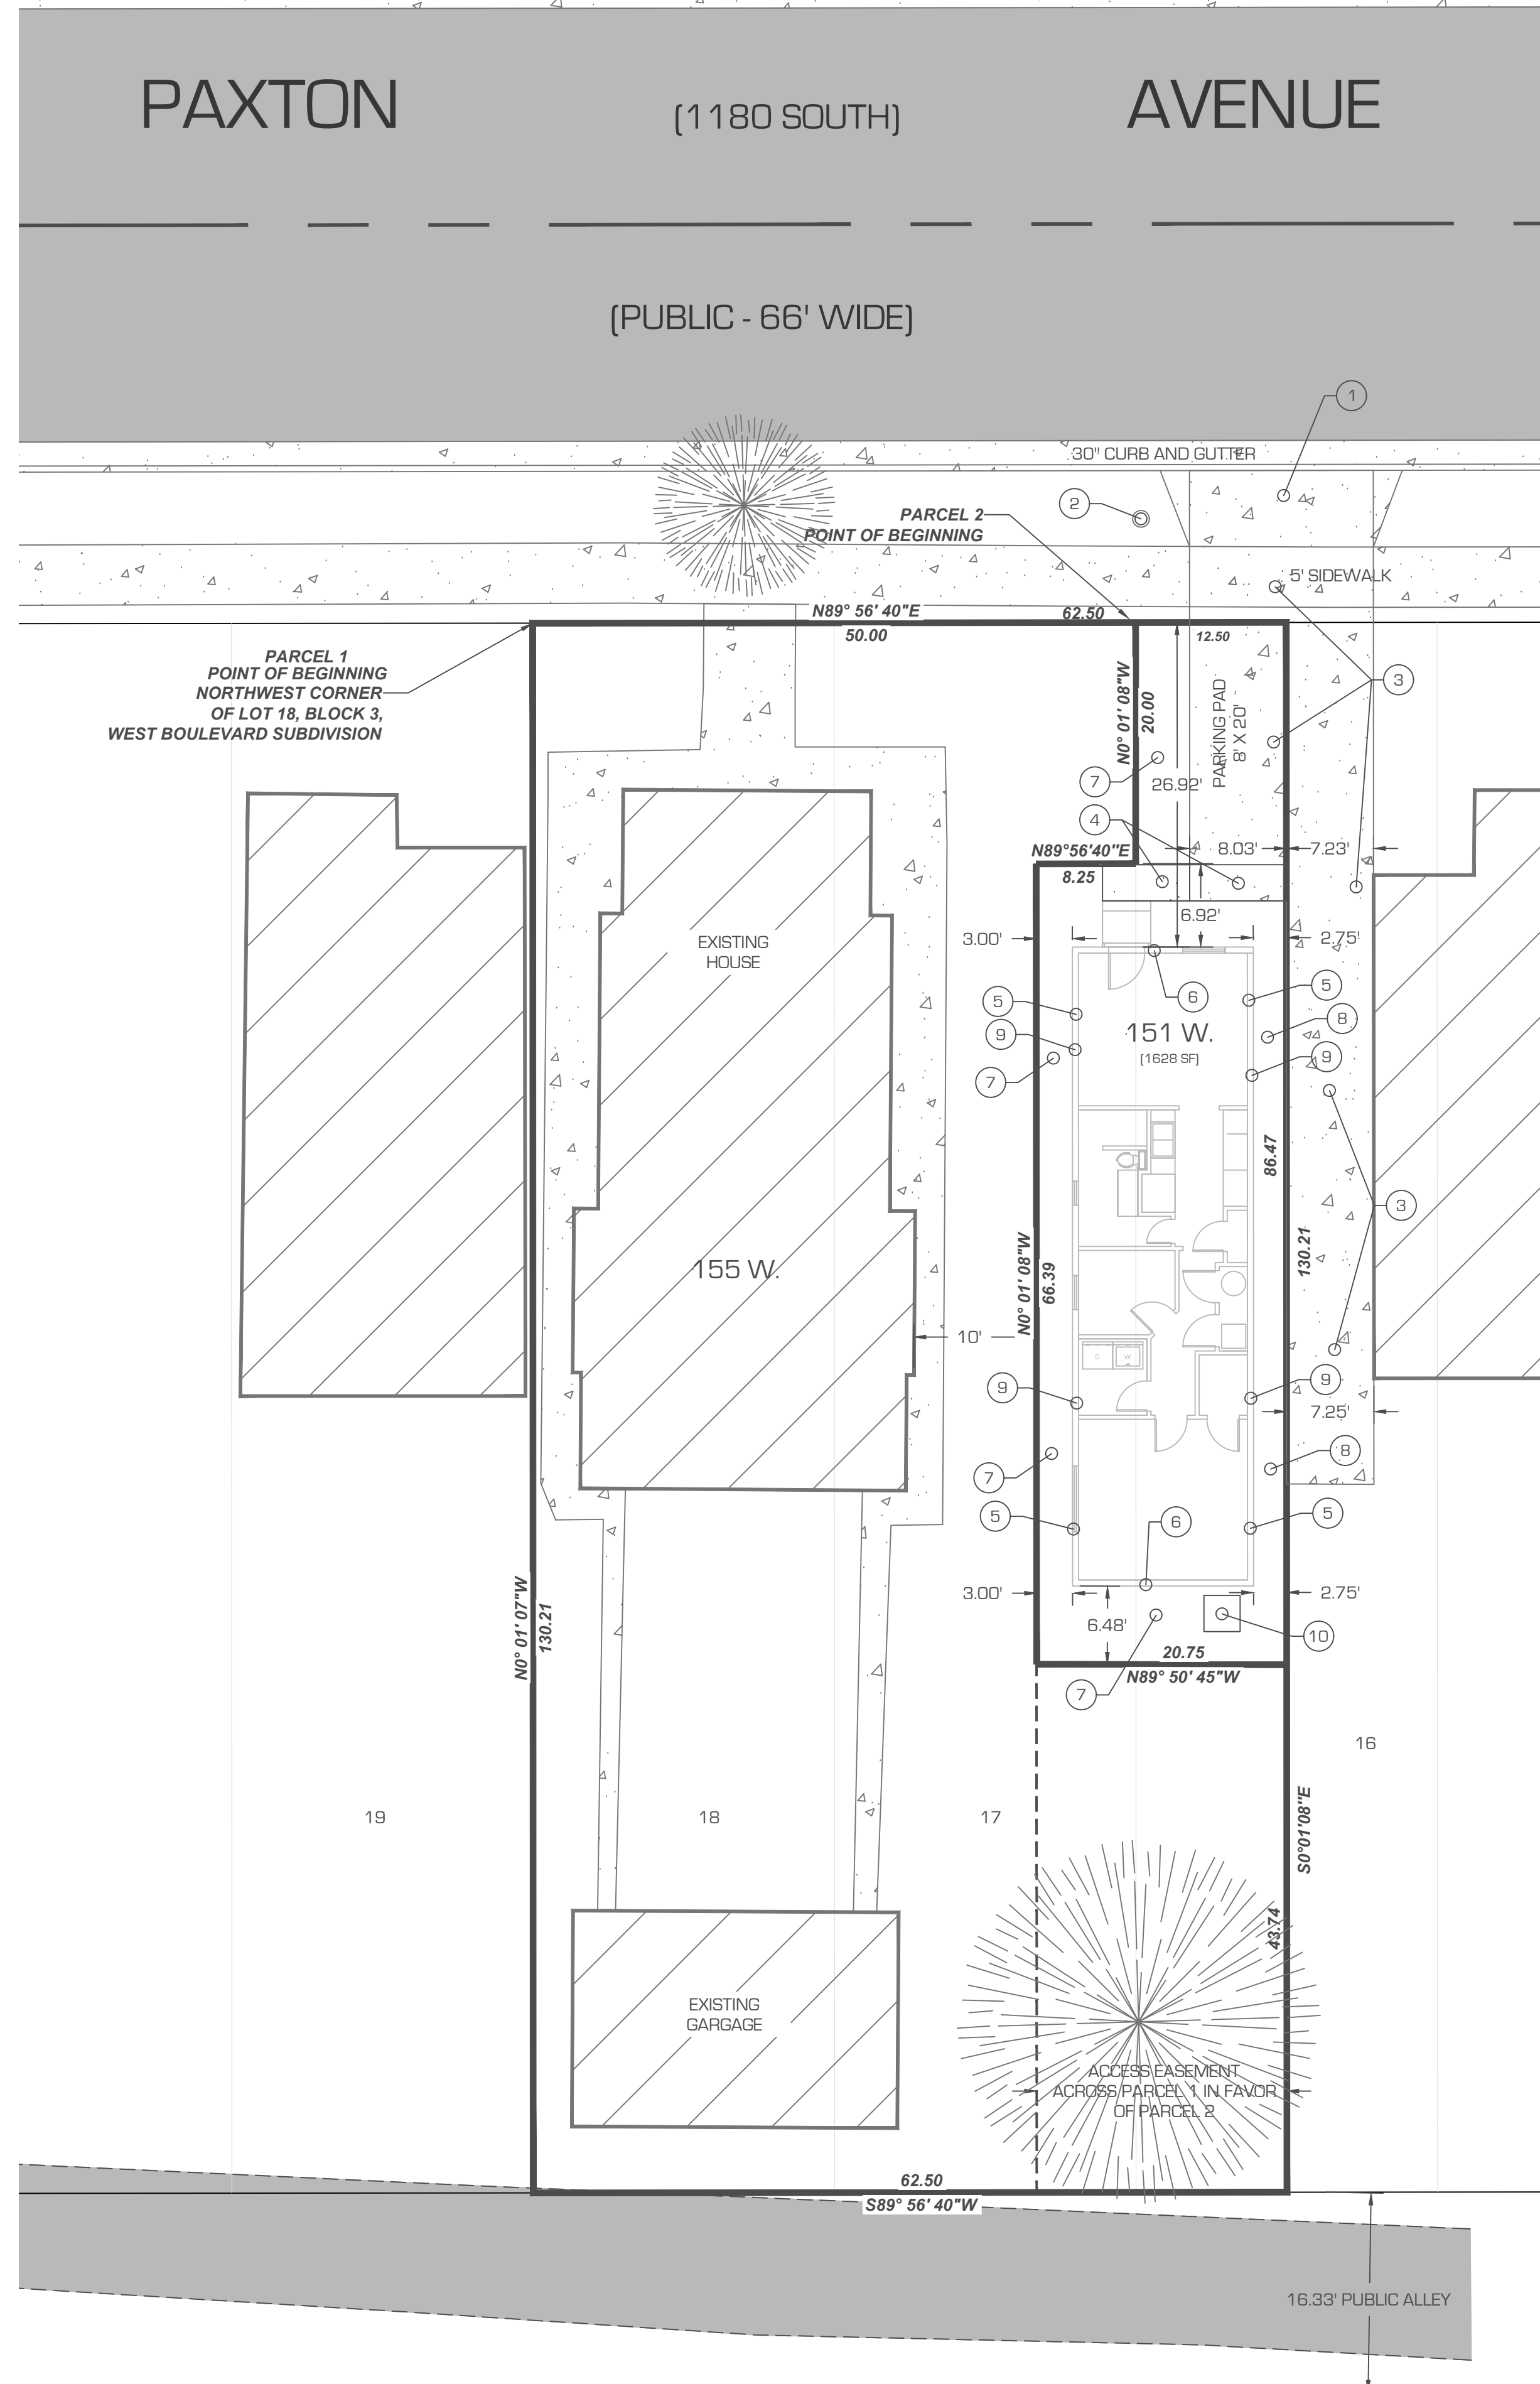 PAXTON (1180 SOUTH) AVENUE
(PUBLIC - 66' WIDE)
1
30" CURB AND GUTTER
2
PARCEL 2
POINT OF BEGINNING
5' SIDEWALK
N89° 56' 40"E
62.50
50.00
12.50
PARCEL 1
POINT OF BEGINNING
NORTHWEST CORNER
OF LOT 18, BLOCK 3,
WEST BOULEVARD SUBDIVISION
3
N0° 01' 08"W
20.00
PARKING PAD
8' X 20'
7
26.92'
4
N89°56'40"E
8.03'
7.23'
8.25
6.92'
3.00'
2.75'
EXISTING
HOUSE
5
6
5
9
151 W.
(1628 SF)
8
9
7
86.47
3
130.21
N0° 01' 08"W
66.39
155 W.
10'
D
W
9
9
7.25'
7
8
5
6
5
3.00'
2.75'
6.48'
10
20.75
N89° 50' 45"W
7
N0° 01' 07"W
130.21
16
19
18
17
S0°01'08"E
43.74
EXISTING
GARGAGE
ACCESS EASEMENT
ACROSS PARCEL 1 IN FAVOR
OF PARCEL 2
62.50
S89° 56' 40"W
16.33' PUBLIC ALLEY